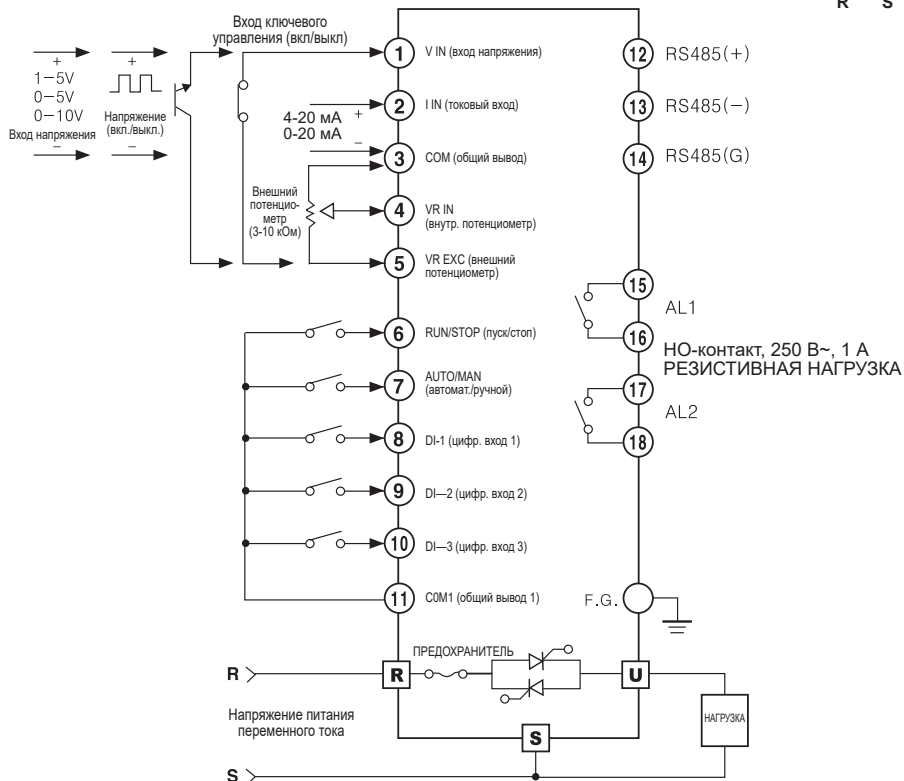 R S
Вход ключевого
управления (вкл/выкл)
+
1—5V
0—5V
0—10V
Вход напряжения
—
+
Напряжение
(вкл./выкл.)
—
4-20 мА
0-20 мА
+
—
Внешний
потенцио-
метр
(3-10 кОм)
1 V IN (вход напряжения)
2 I IN (токовый вход)
3 COM (общий вывод)
4 VR IN
(внутр. потенциометр)
5 VR EXC (внешний
потенциометр)
6 RUN/STOP (пуск/стоп)
7 AUTO/MAN
(автомат./ручной)
8 DI-1 (цифр. вход 1)
9 DI—2 (цифр. вход 2)
10 DI—3 (цифр. вход 3)
11 C0M1 (общий вывод 1)
12 RS485(+)
13 RS485(—)
14 RS485(G)
15
AL1
16
НО-контакт, 250 В~, 1 А
РЕЗИСТИВНАЯ НАГРУЗКА
17
AL2
18
F.G.
ПРЕДОХРАНИТЕЛЬ
R
R
U
Напряжение питания
переменного тока
НАГРУЗКА
S
S